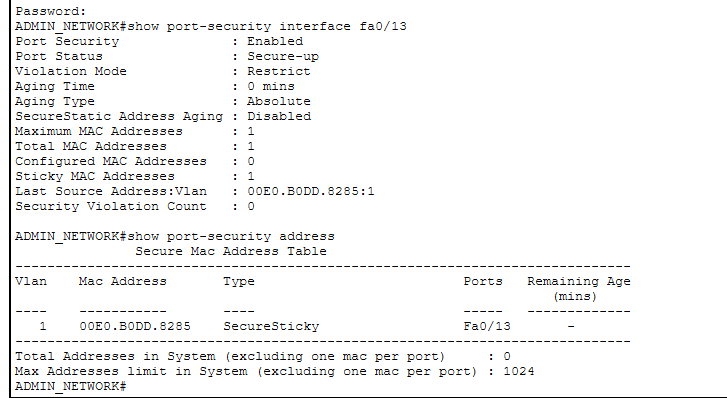 Password:
ADMIN_NETWORK#show port-security interface fa0/13
Port Security : Enabled
Port Status : Secure-up
Violation Mode : Restrict
Aging Time : 0 mins
Aging Type : Absolute
SecureStatic Address Aging : Disabled
Maximum MAC Addresses : 1
Total MAC Addresses : 1
Configured MAC Addresses : 0
Sticky MAC Addresses : 1
Last Source Address:Vlan : 00E0.B0DD.8285:1
Security Violation Count : 0
ADMIN_NETWORK#show port-security address
Secure Mac Address Table
-----------------------------------------------------------------------------
Vlan Mac Address Type Ports Remaining Age
(mins)
---- ----------- ---- ----- -------------
1 00E0.B0DD.8285 SecureSticky Fa0/13 -
-----------------------------------------------------------------------------
Total Addresses in System (excluding one mac per port) : 0
Max Addresses limit in System (excluding one mac per port) : 1024
ADMIN_NETWORK#